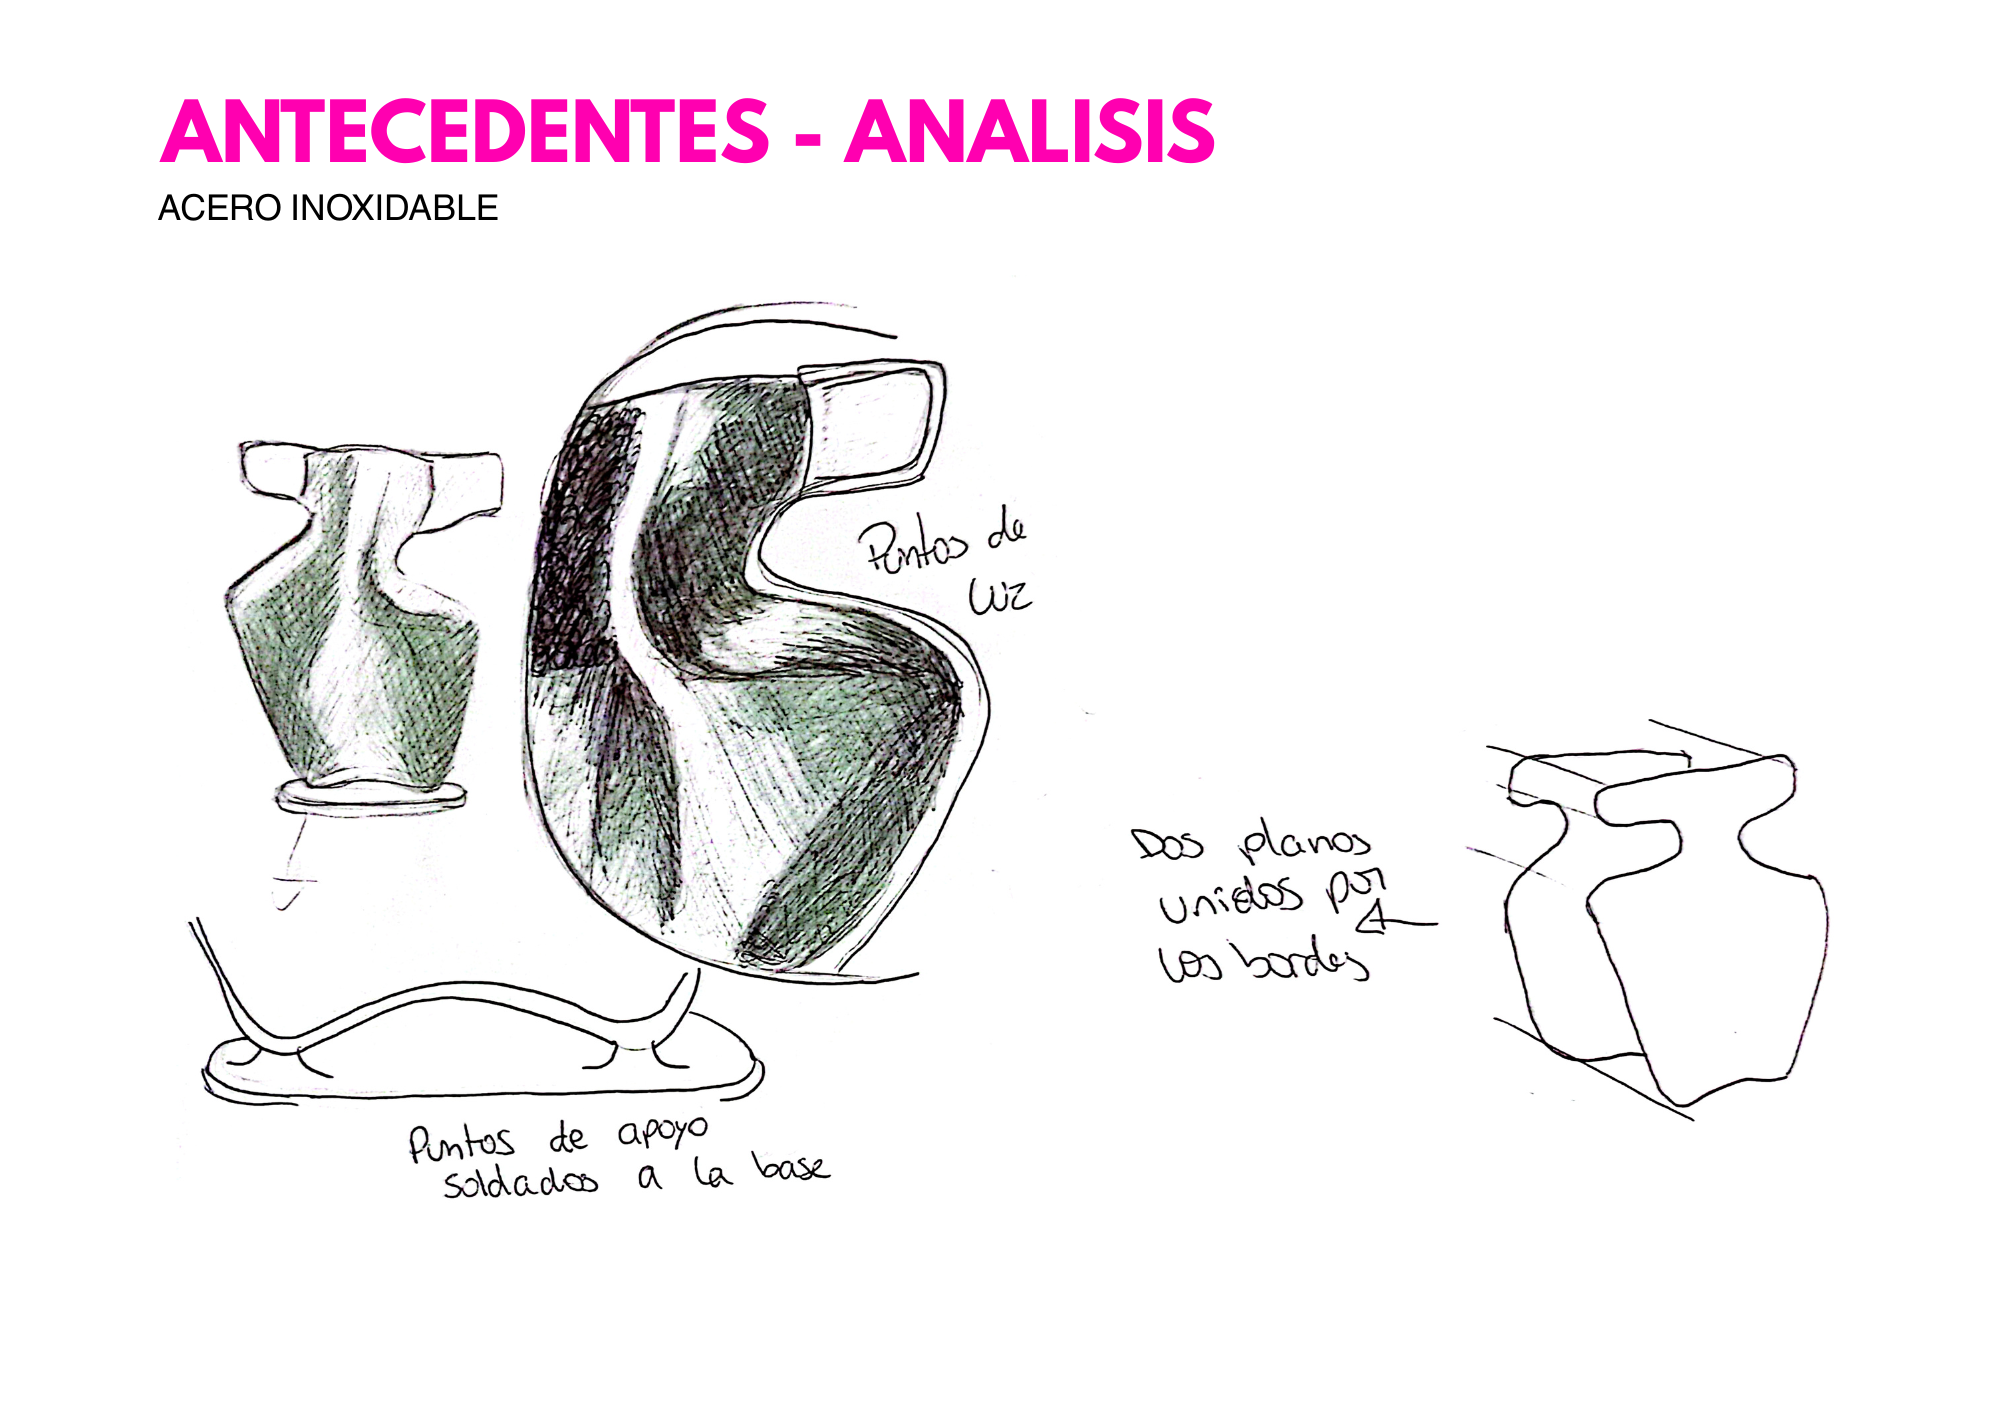 ANTECEDENTES - ANALISIS
ACERO INOXIDABLE
Puntos de
luz
Dos planos
unidos por
los bordes
Puntos de apoyo
soldados a la base